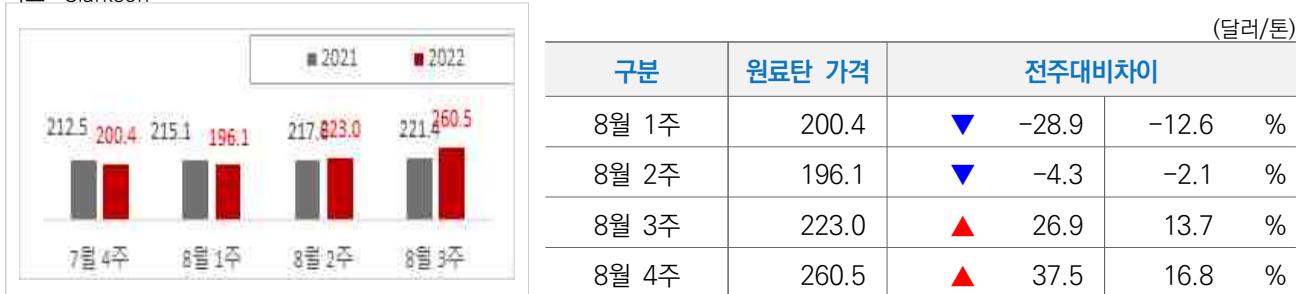 Clarkson
■ 2021 ■ 2022
212.5 200.4 215.1 196.1 217. 223.0 221.4 260.5
7월 4주 8월 1주 8월 2주 8월 3주
(달러/톤)
구분 원료탄 가격 전주대비차이
8월 1주 200.4 ▼ -28.9 -12.6 %
8월 2주 196.1 ▼ -4.3 -2.1 %
8월 3주 223.0 ▲ 26.9 13.7 %
8월 4주 260.5 ▲ 37.5 16.8 %